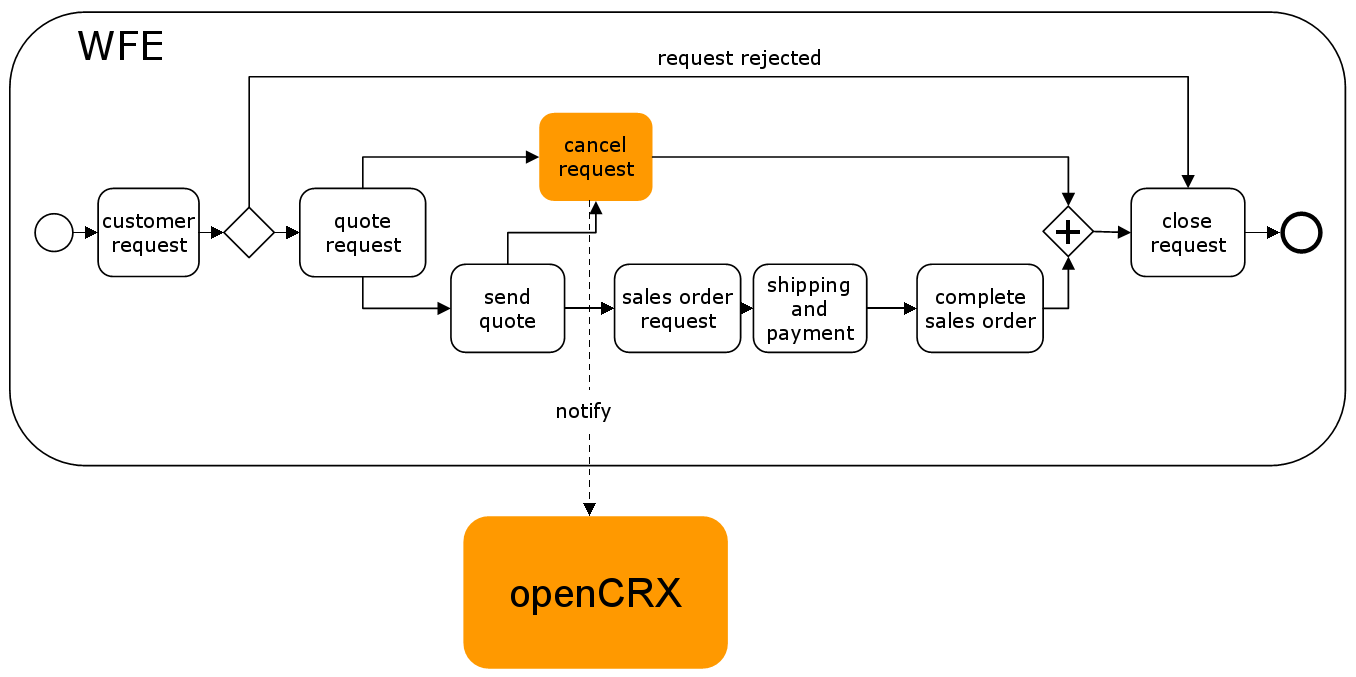 WFE
request rejected
cancel
request
customer
request
quote
request
close
request
send
quote
sales order
request
shipping
and
payment
complete
sales order
notify
openCRX